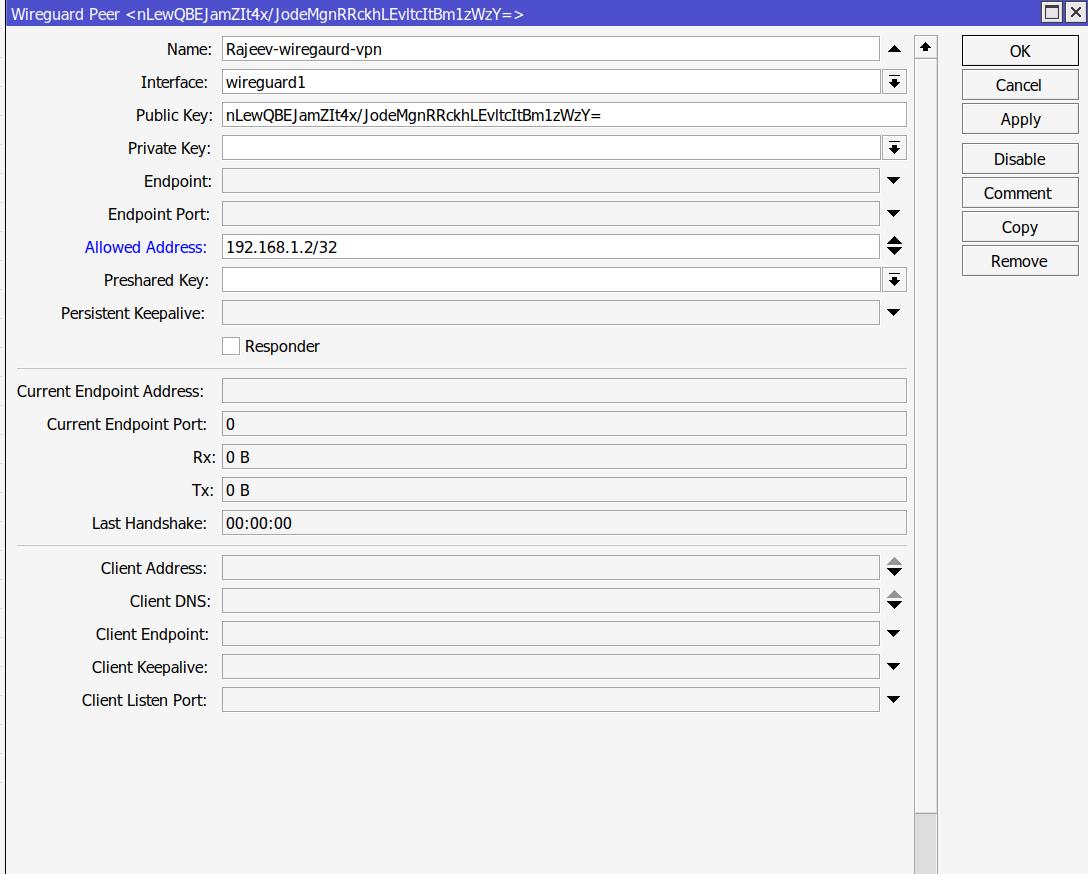 Wireguard Peer <nLewQBEJamZIt4x/JodeMgnRRckhLEvltcItBm1zWzY=>
Name: Rajeev-wiregaurd-vpn
OK
Interface: wireguard1
Cancel
Public Key: nLewQBEJamZIt4x/JodeMgnRRckhLEvltcItBm1zWzY=
Apply
Private Key:
Disable
Endpoint:
Comment
Endpoint Port:
Copy
Allowed Address: 192.168.1.2/32
Remove
Preshared Key:
Persistent Keepalive:
Responder
Current Endpoint Address:
Current Endpoint Port: 0
Rx: 0 B
Tx: 0 B
Last Handshake: 00:00:00
Client Address:
Client DNS:
Client Endpoint:
Client Keepalive:
Client Listen Port: